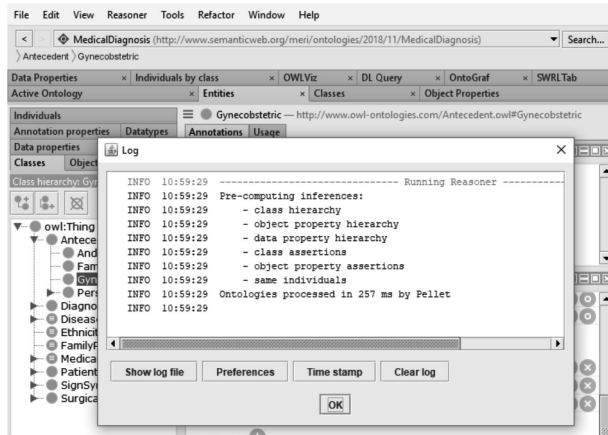 File Edit View Reasoner Tools Refactor Window Help
< > MedicalDiagnosis (http://www.semanticweb.org/meri/ontologies/2018/11/MedicalDiagnosis) Search...
〉Antecedent 〉Gynecobstetric
Data Properties × Individuals by class × OWLViz × DL Query × OntoGraf × SWRLTab
Active Ontology × Entities × Classes × Object Properties
Individuals
Gynecobstetric — http://www.owl-ontologies.com/Antecedent.owl#Gynecobstetric
Annotation properties Datatypes
Annotations Usage
Data properties
Classes Object
Class hierarchy: Gyn
owl:Thing
Antece
And
Fam
Gyn
Pers
Diagno
Diseas
Ethnicit
FamilyF
Medica
Patient
SignSy
Surgica
Log ×
INFO 10:59:29 ------------------------------- Running Reasoner -----------
INFO 10:59:29 Pre-computing inferences:
INFO 10:59:29 - class hierarchy
INFO 10:59:29 - object property hierarchy
INFO 10:59:29 - data property hierarchy
INFO 10:59:29 - class assertions
INFO 10:59:29 - object property assertions
INFO 10:59:29 - same individuals
INFO 10:59:29 Ontologies processed in 257 ms by Pellet
INFO 10:59:29
Show log file Preferences Time stamp Clear log
OK